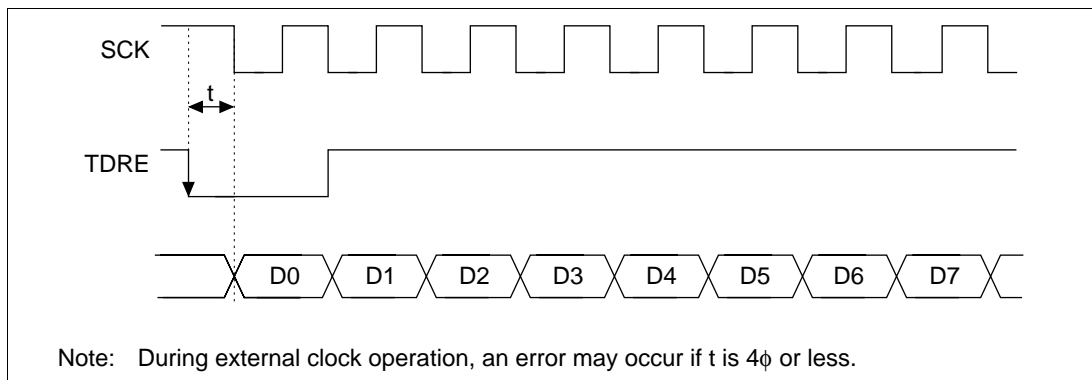 SCK
t
TDRE
D0 D1 D2 D3 D4 D5 D6 D7
Note: During external clock operation, an error may occur if t is 4ϕ or less.